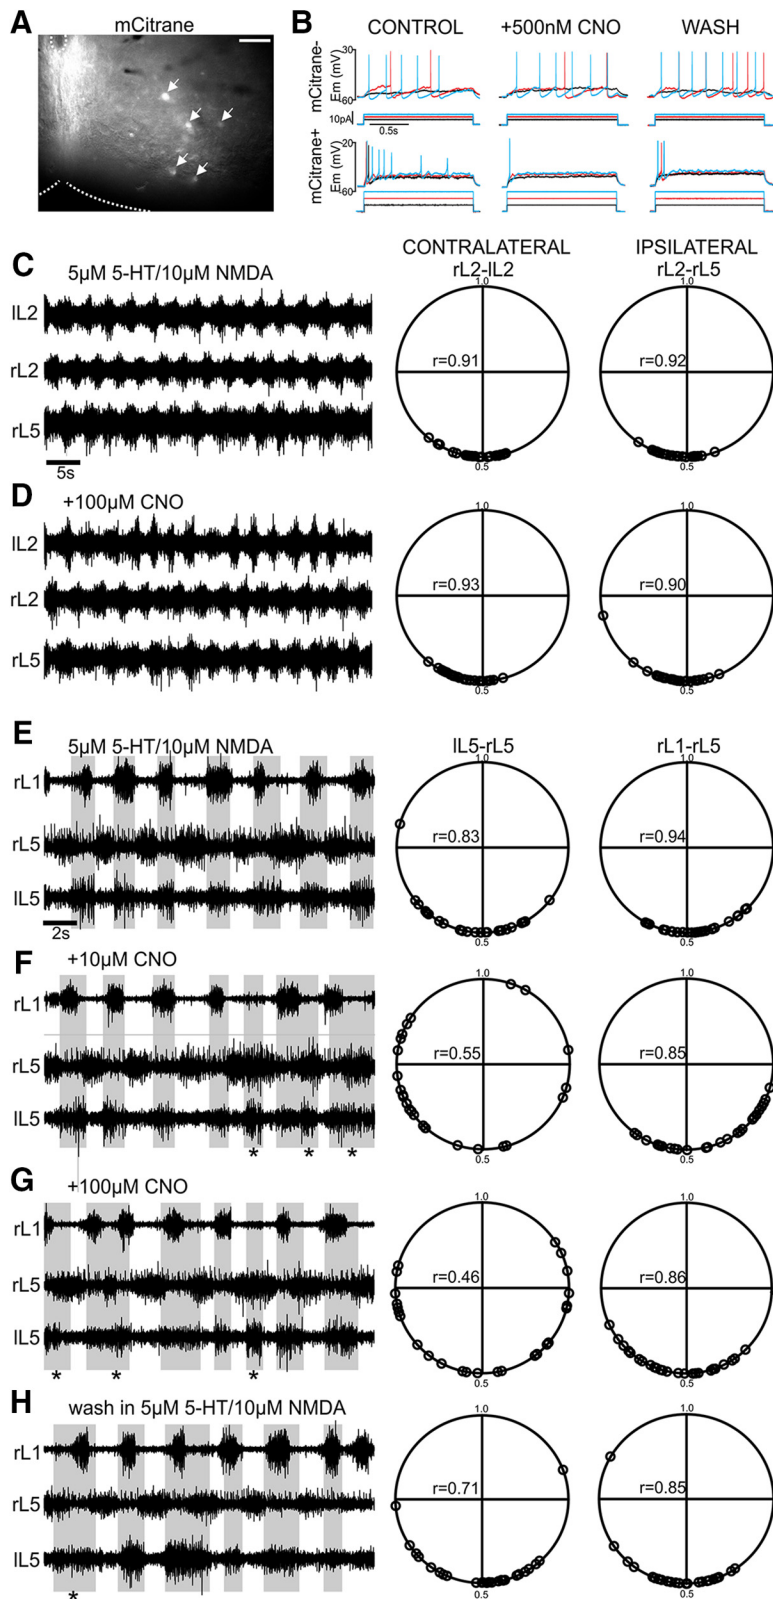 A
mCitrane
B
CONTROL +500nM CNO WASH
mCitrane-
Em (mV)
30
-60
10pA
0.5s
mCitrane+
Em (mV)
20
-60
C
5μM 5-HT/10μM NMDA
CONTRALATERAL IPSILATERAL
rL2-lL2 rL2-rL5
lL2
rL2
rL5
5s
1.0 1.0
r=0.91 r=0.92
0.5 0.5
D
+100μM CNO
lL2
rL2
rL5
1.0 1.0
r=0.93 r=0.90
0.5 0.5
E
5μM 5-HT/10μM NMDA
lL5-rL5 rL1-rL5
rL1
rL5
lL5
2s
1.0 1.0
r=0.83 r=0.94
0.5 0.5
F
+10μM CNO
rL1
rL5
lL5
* * *
1.0 1.0
r=0.55 r=0.85
0.5 0.5
G
+100μM CNO
rL1
rL5
lL5
* * *
1.0 1.0
r=0.46 r=0.86
0.5 0.5
H
wash in 5μM 5-HT/10μM NMDA
rL1
rL5
lL5
*
1.0 1.0
r=0.71 r=0.85
0.5 0.5